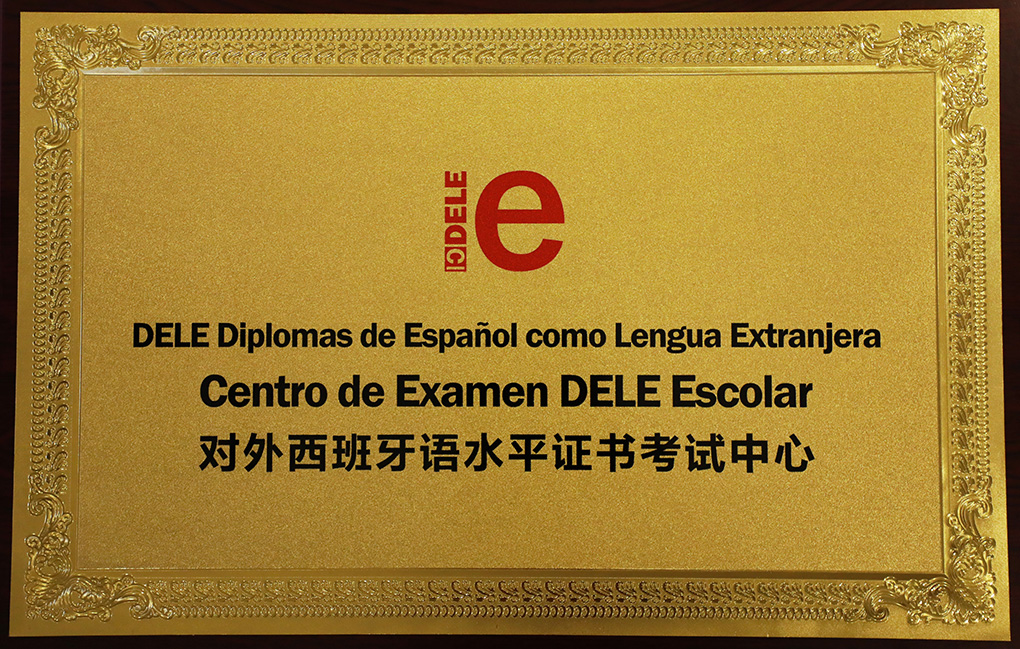 DELE
e
DELE Diplomas de Español como Lengua Extranjera
Centro de Examen DELE Escolar
对外西班牙语水平证书考试中心